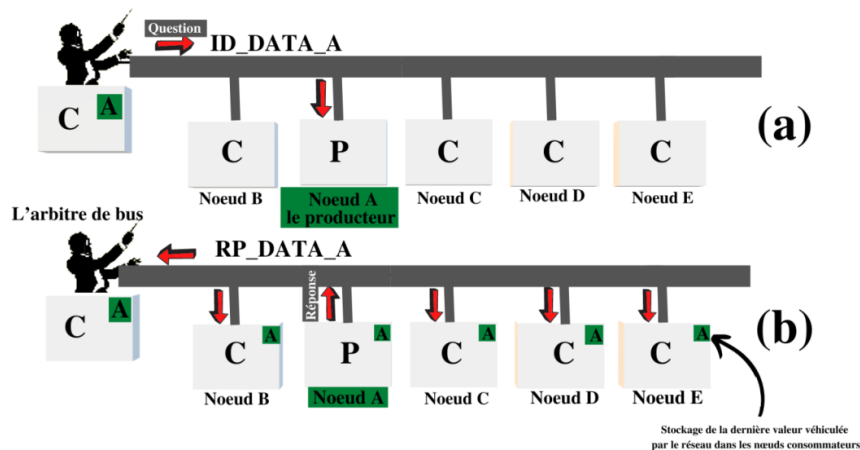 Question
ID_DATA_A
C A
(a)
C
P
C
C
C
Noeud B
Noeud A
le producteur
Noeud C
Noeud D
Noeud E
L'arbitre de bus
RP_DATA_A
Réponse
C A
(b)
C A
P A
C A
C A
C A
Noeud B
Noeud A
Noeud C
Noeud D
Noeud E
Stockage de la dernière valeur véhiculée
par le réseau dans les nœuds consommateurs